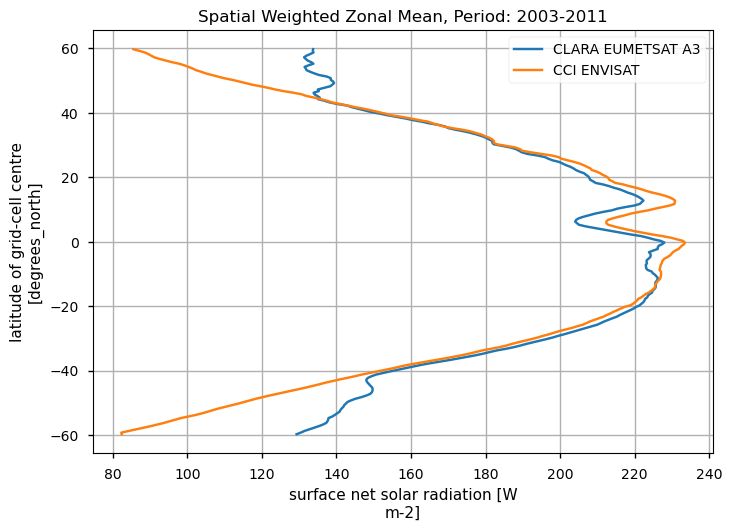 Spatial Weighted Zonal Mean, Period: 2003-2011
CLARA EUMETSAT A3
CCI ENVISAT
60
40
20
0
−20
−40
−60
latitude of grid-cell centre
[degrees_north]
80 100 120 140 160 180 200 220 240
surface net solar radiation [W
m-2]